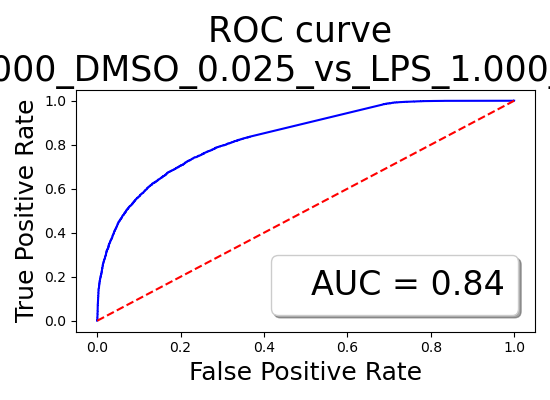 ROC curve
000_DMSO_0.025_vs_LPS_1.000_
True Positive Rate
1.0
0.8
0.6
0.4
0.2
0.0
AUC = 0.84
0.0 0.2 0.4 0.6 0.8 1.0
False Positive Rate